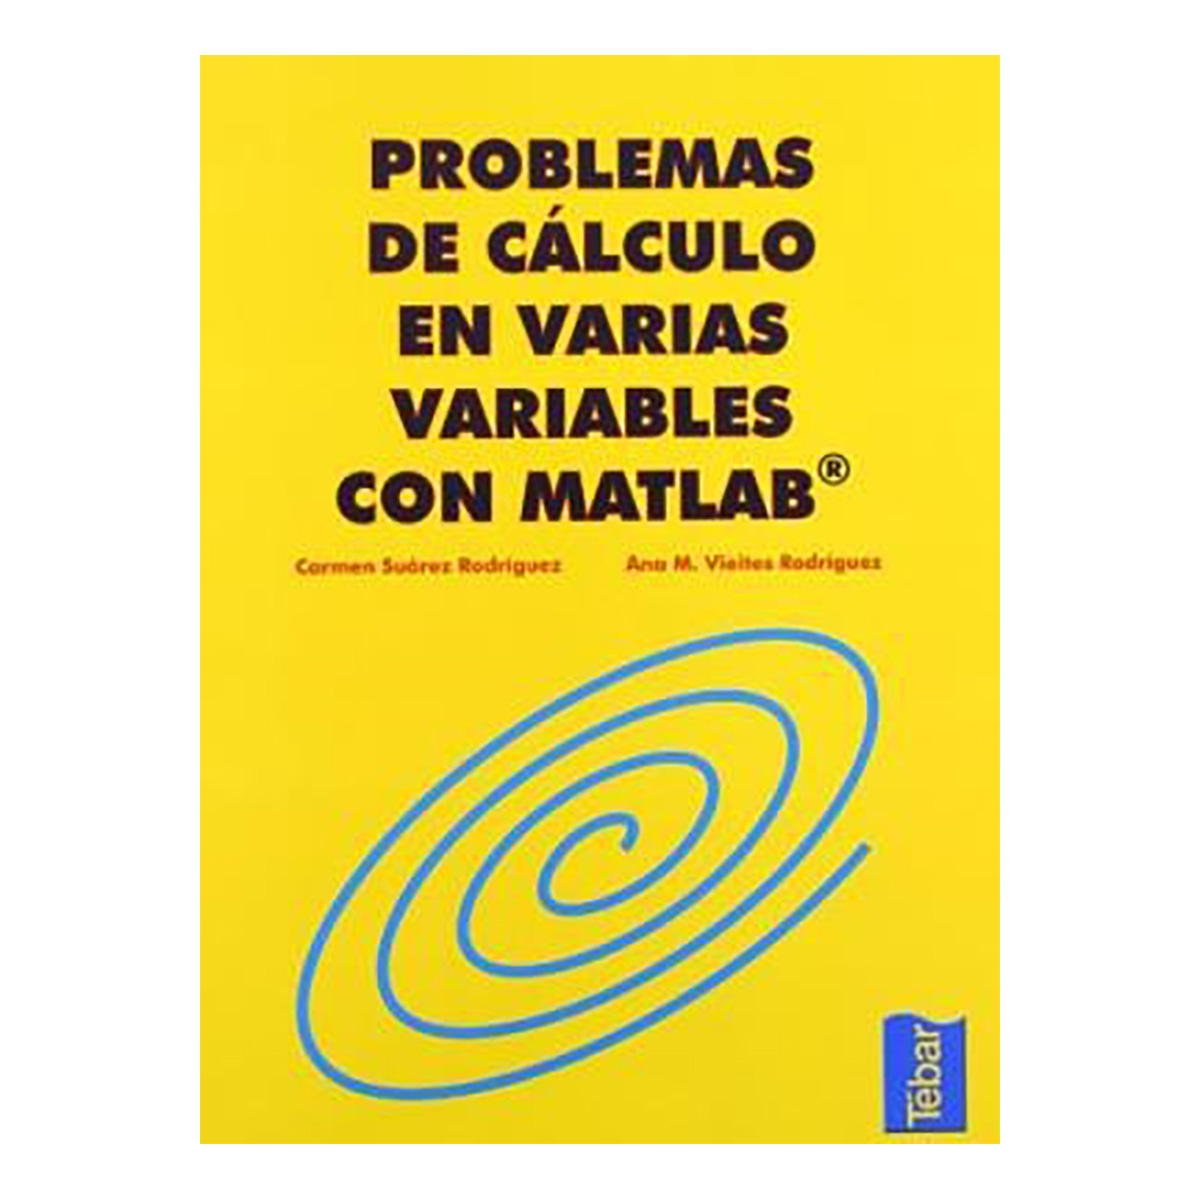 PROBLEMAS
DE CÁLCULO
EN VARIAS
VARIABLES
CON MATLAB®
Carmen Suárez Rodríguez Ana M. Vieites Rodríguez
Tébar